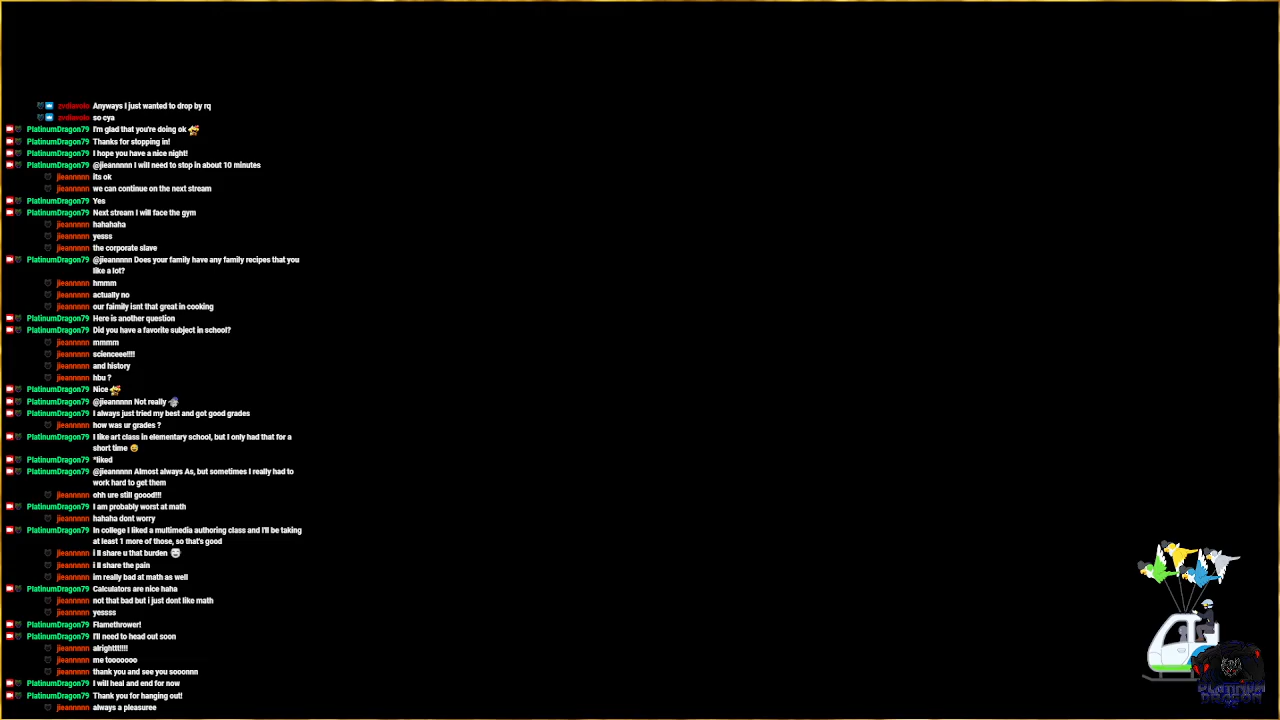 zvdiavolo Anyways I just wanted to drop by rq
zvdiavolo so cya
PlatinumDragon79 I'm glad that you're doing ok
PlatinumDragon79 Thanks for stopping in!
PlatinumDragon79 I hope you have a nice night!
PlatinumDragon79 @jieannnnn I will need to stop in about 10 minutes
jieannnnn its ok
jieannnnn we can continue on the next stream
PlatinumDragon79 Yes
PlatinumDragon79 Next stream I will face the gym
jieannnnn hahahaha
jieannnnn yesss
jieannnnn the corporate slave
PlatinumDragon79 @jieannnnn Does your family have any family recipes that you
like a lot?
jieannnnn hmmm
jieannnnn actually no
jieannnnn our faimily isnt that great in cooking
PlatinumDragon79 Here is another question
PlatinumDragon79 Did you have a favorite subject in school?
jieannnnn mmmm
jieannnnn scienceee!!!!
jieannnnn and history
jieannnnn hbu ?
PlatinumDragon79 Nice
PlatinumDragon79 @jieannnnn Not really
PlatinumDragon79 I always just tried my best and got good grades
jieannnnn how was ur grades ?
PlatinumDragon79 I like art class in elementary school, but I only had that for a
short time
PlatinumDragon79 *liked
PlatinumDragon79 @jieannnnn Almost always As, but sometimes I really had to
work hard to get them
jieannnnn ohh ure still goood!!!
PlatinumDragon79 I am probably worst at math
jieannnnn hahaha dont worry
PlatinumDragon79 In college I liked a multimedia authoring class and I'll be taking
at least 1 more of those, so that's good
jieannnnn i ll share u that burden
jieannnnn i ll share the pain
jieannnnn im really bad at math as well
PlatinumDragon79 Calculators are nice haha
jieannnnn not that bad but i just dont like math
jieannnnn yessss
PlatinumDragon79 Flamethrower!
PlatinumDragon79 I'll need to head out soon
jieannnnn alrighttt!!!!
jieannnnn me tooooooo
jieannnnn thank you and see you sooonnn
PlatinumDragon79 I will heal and end for now
PlatinumDragon79 Thank you for hanging out!
jieannnnn always a pleasuree
PLATINUM
DRAGON